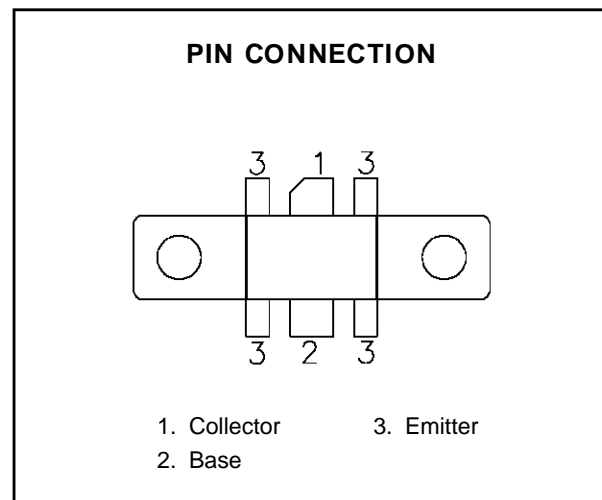 PIN CONNECTION
3 1 3
3 2 3
1. Collector 3. Emitter
2. Base